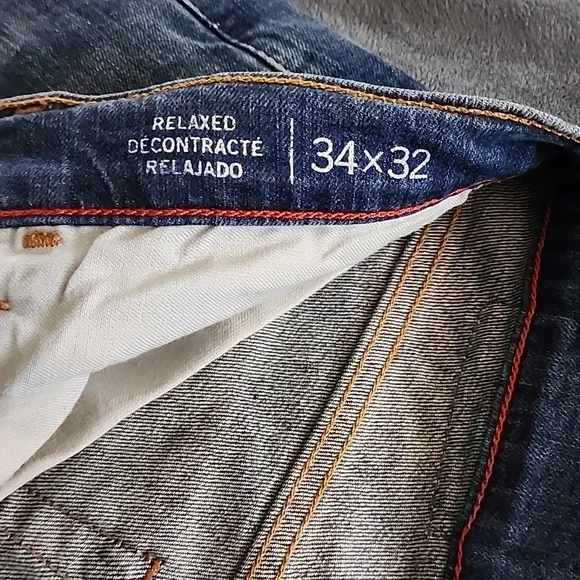 RELAXED
DÉCONTRACTÉ
RELAJADO
34×32